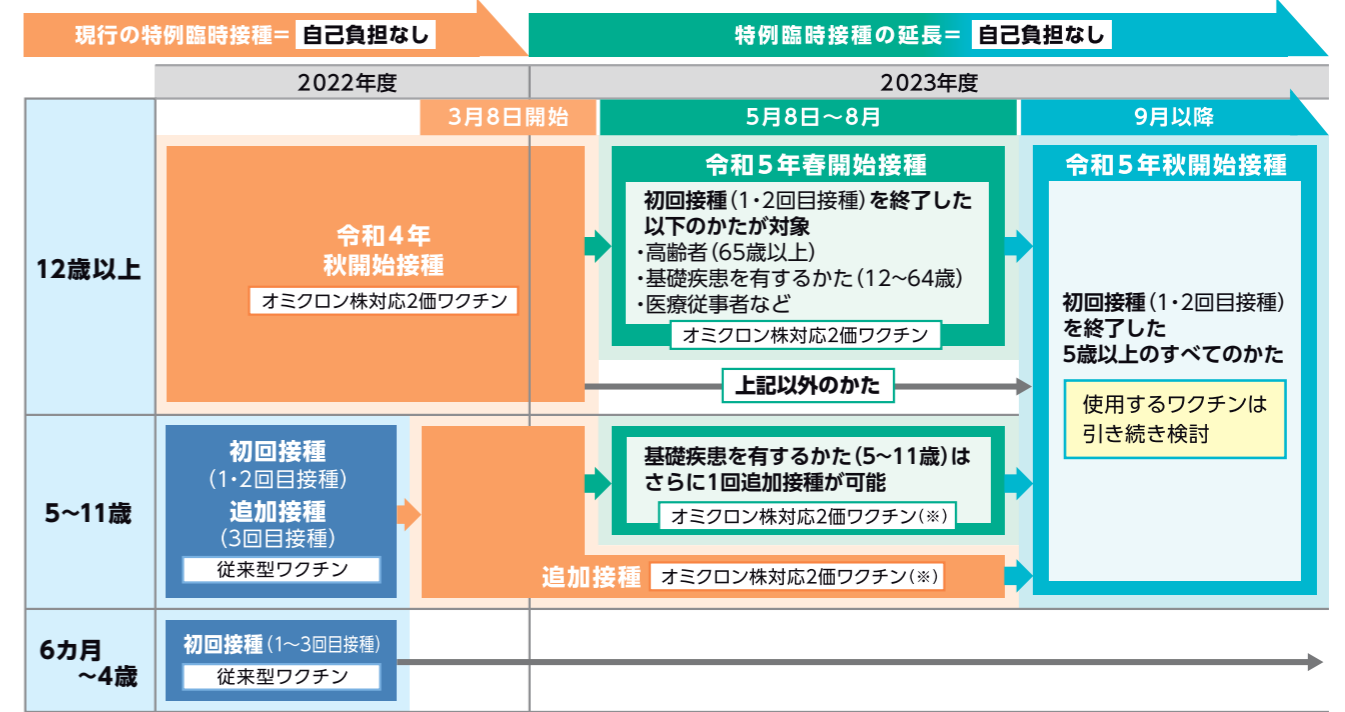 現行の特例臨時接種＝ 自己負担なし
特例臨時接種の延長＝ 自己負担なし
2022年度
2023年度
3月8日開始
5月8日～8月
9月以降
12歳以上
令和4年
秋開始接種
オミクロン株対応2価ワクチン
令和5年春開始接種
初回接種（1・2回目接種）を終了した
以下のかたが対象
・高齢者（65歳以上）
・基礎疾患を有するかた（12～64歳）
・医療従事者など
オミクロン株対応2価ワクチン
上記以外のかた
令和5年秋開始接種
初回接種（1・2回目接種）
を終了した
5歳以上のすべてのかた
使用するワクチンは
引き続き検討
5～11歳
初回接種
（1・2回目接種）
追加接種
（3回目接種）
従来型ワクチン
基礎疾患を有するかた（5～11歳）は
さらに1回追加接種が可能
オミクロン株対応2価ワクチン（※）
追加接種 オミクロン株対応2価ワクチン（※）
6カ月
～4歳
初回接種（1～3回目接種）
従来型ワクチン